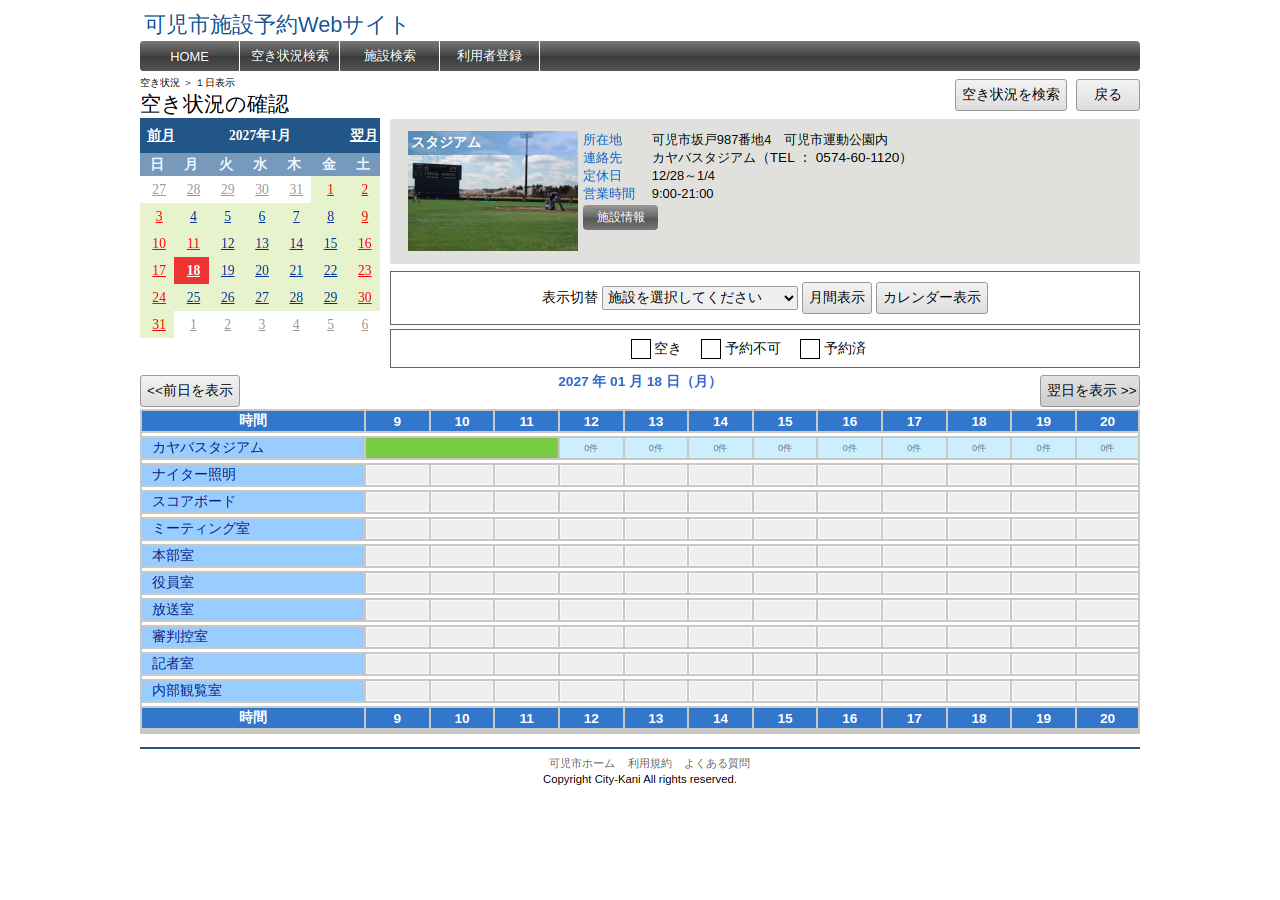 可児市施設予約Webサイト
HOME 空き状況検索 施設検索 利用者登録
空き状況 ＞ １日表示
空き状況の確認
空き状況を検索 戻る
前月 2027年1月 翌月
日 月 火 水 木 金 土
27 28 29 30 31 1 2
3 4 5 6 7 8 9
10 11 12 13 14 15 16
17 18 19 20 21 22 23
24 25 26 27 28 29 30
31 1 2 3 4 5 6
スタジアム
所在地 可児市坂戸987番地4　可児市運動公園内
連絡先 カヤバスタジアム（TEL ： 0574-60-1120）
定休日 12/28～1/4
営業時間 9:00-21:00
施設情報
表示切替 施設を選択してください 月間表示 カレンダー表示
空き 予約不可 予約済
<<前日を表示 2027 年 01 月 18 日（月） 翌日を表示 >>
時間 9 10 11 12 13 14 15 16 17 18 19 20
カヤバスタジアム 0件 0件 0件 0件 0件 0件 0件 0件 0件
ナイター照明
スコアボード
ミーティング室
本部室
役員室
放送室
審判控室
記者室
内部観覧室
時間 9 10 11 12 13 14 15 16 17 18 19 20
可児市ホーム 利用規約 よくある質問
Copyright City-Kani All rights reserved.